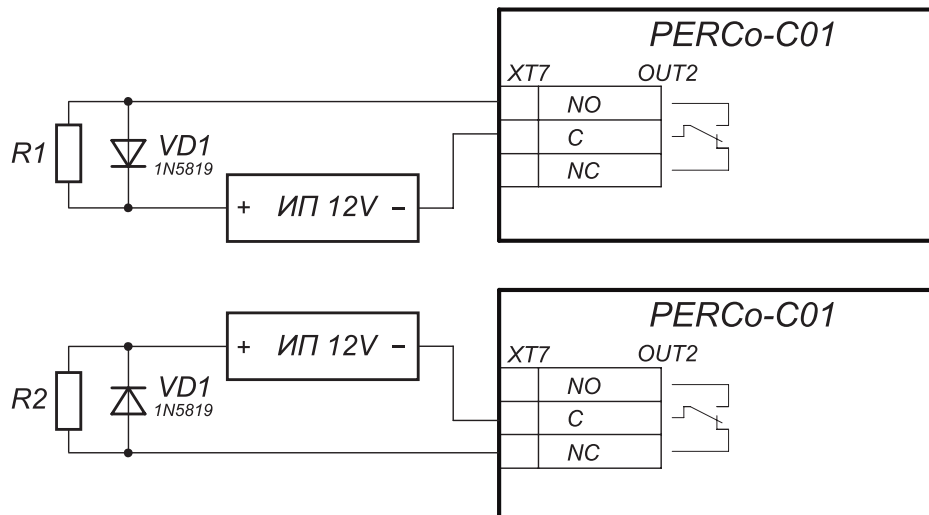 PERCo-C01
XT7 OUT2
NO
R1 VD1 C
1N5819 NC
+ ИП 12V –
PERCo-C01
+ ИП 12V – XT7 OUT2
NO
R2 VD1 C
1N5819 NC